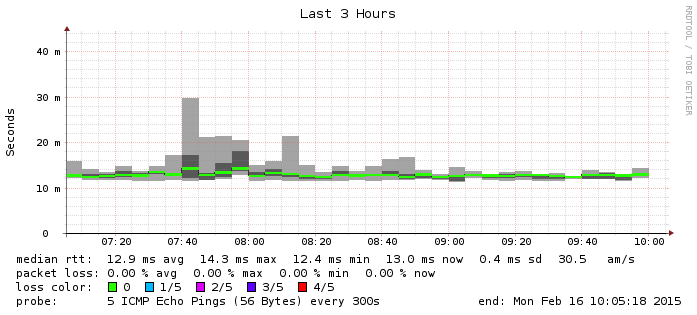 Last 3 Hours
RRDTOOL / TOBI OETIKER
Seconds
40 m
30 m
20 m
10 m
0
07:20 07:40 08:00 08:20 08:40 09:00 09:20 09:40 10:00
median rtt: 12.9 ms avg 14.3 ms max 12.4 ms min 13.0 ms now 0.4 ms sd 30.5 am/s
packet loss: 0.00 % avg 0.00 % max 0.00 % min 0.00 % now
loss color: 0 1/5 2/5 3/5 4/5
probe: 5 ICMP Echo Pings (56 Bytes) every 300s end: Mon Feb 16 10:05:18 2015